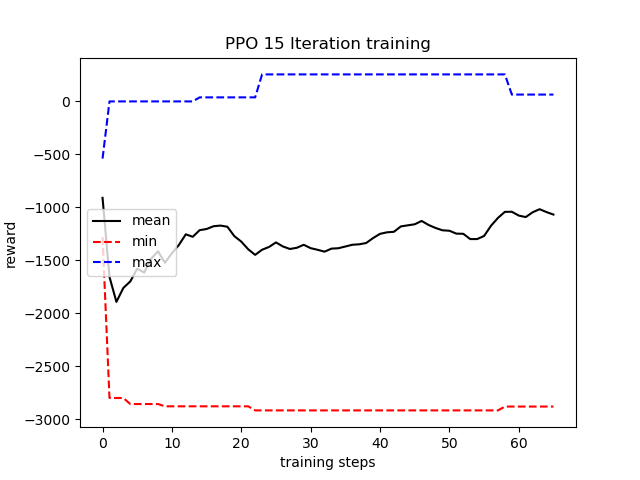 PPO 15 Iteration training
0
−500
−1000
−1500
−2000
−2500
−3000
reward
mean
min
max
0 10 20 30 40 50 60
training steps